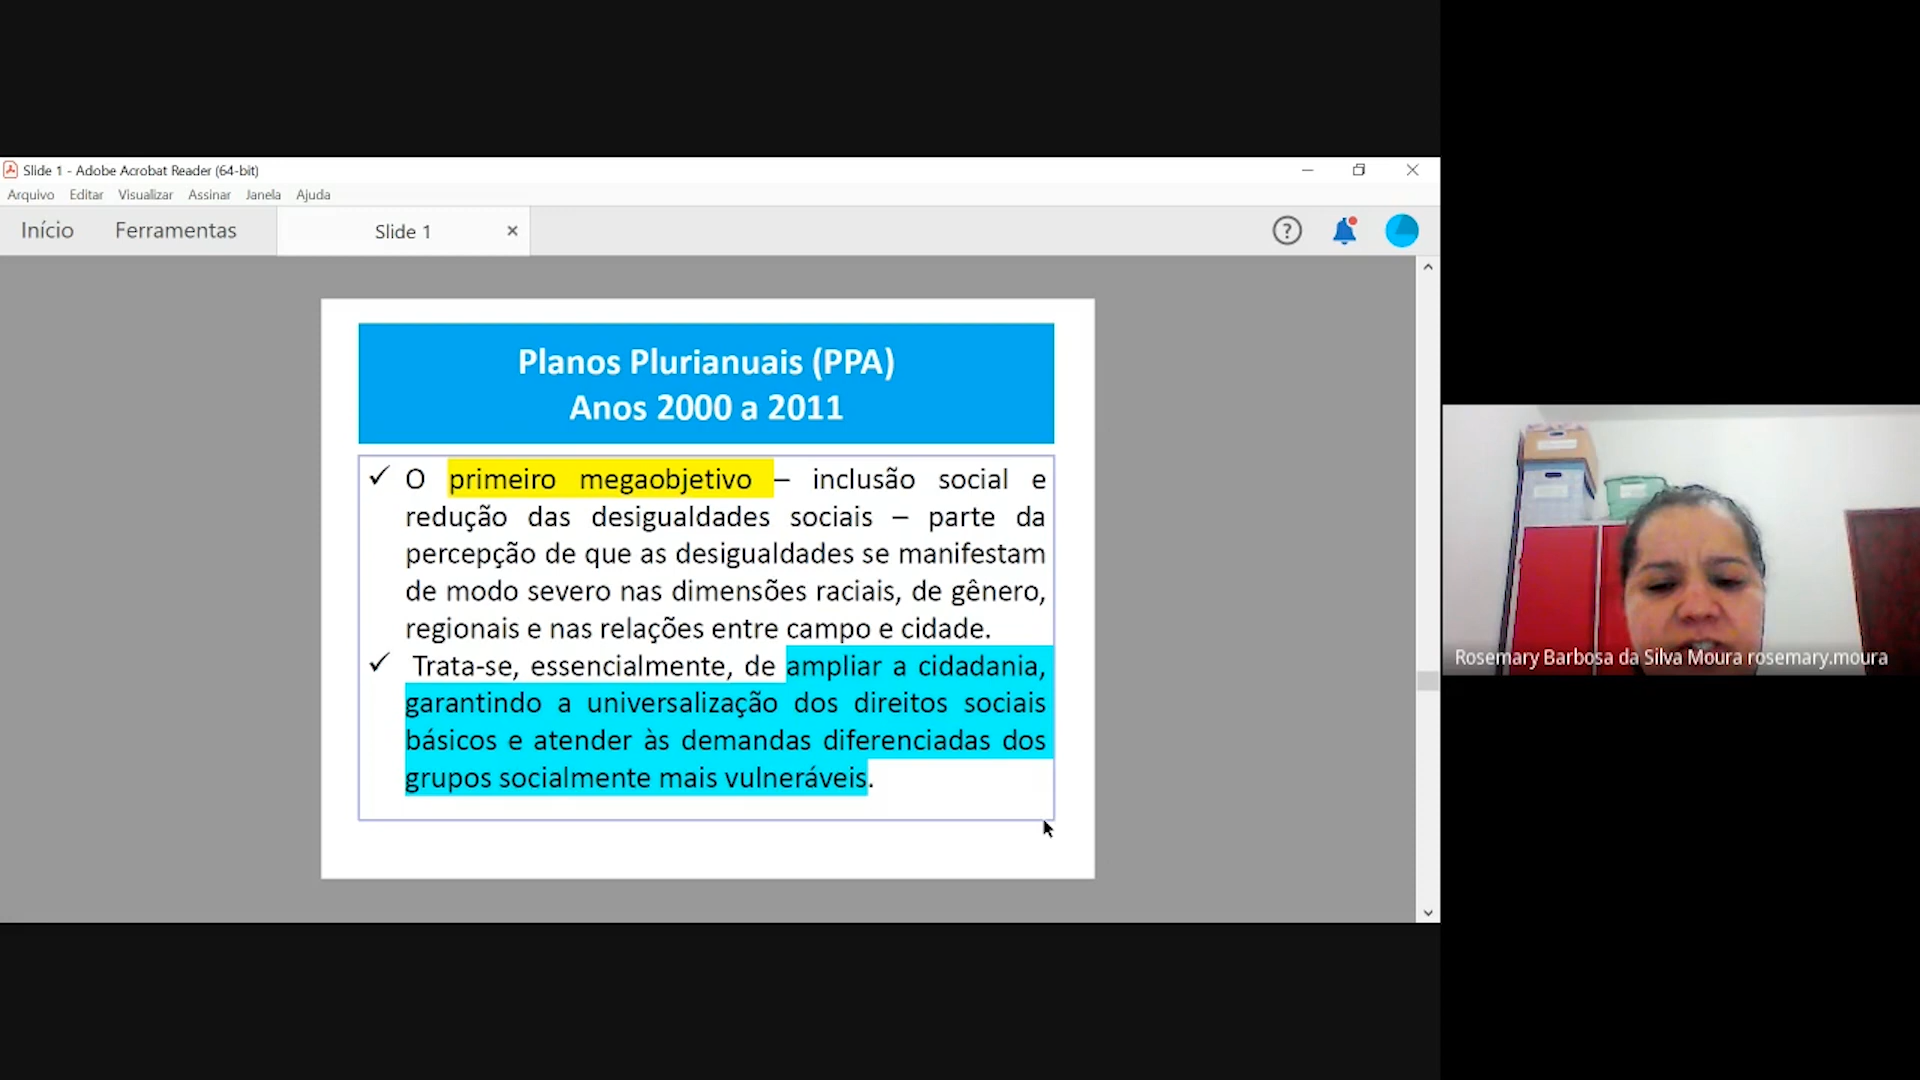 Slide 1 - Adobe Acrobat Reader (64-bit)
Arquivo Editar Visualizar Assinar Janela Ajuda
Início Ferramentas Slide 1
Planos Plurianuais (PPA)
Anos 2000 a 2011
✓ O primeiro megaobjetivo – inclusão social e
redução das desigualdades sociais – parte da
percepção de que as desigualdades se manifestam
de modo severo nas dimensões raciais, de gênero,
regionais e nas relações entre campo e cidade.
✓ Trata-se, essencialmente, de ampliar a cidadania,
garantindo a universalização dos direitos sociais
básicos e atender às demandas diferenciadas dos
grupos socialmente mais vulneráveis.
Rosemary Barbosa da Silva Moura rosemary.moura